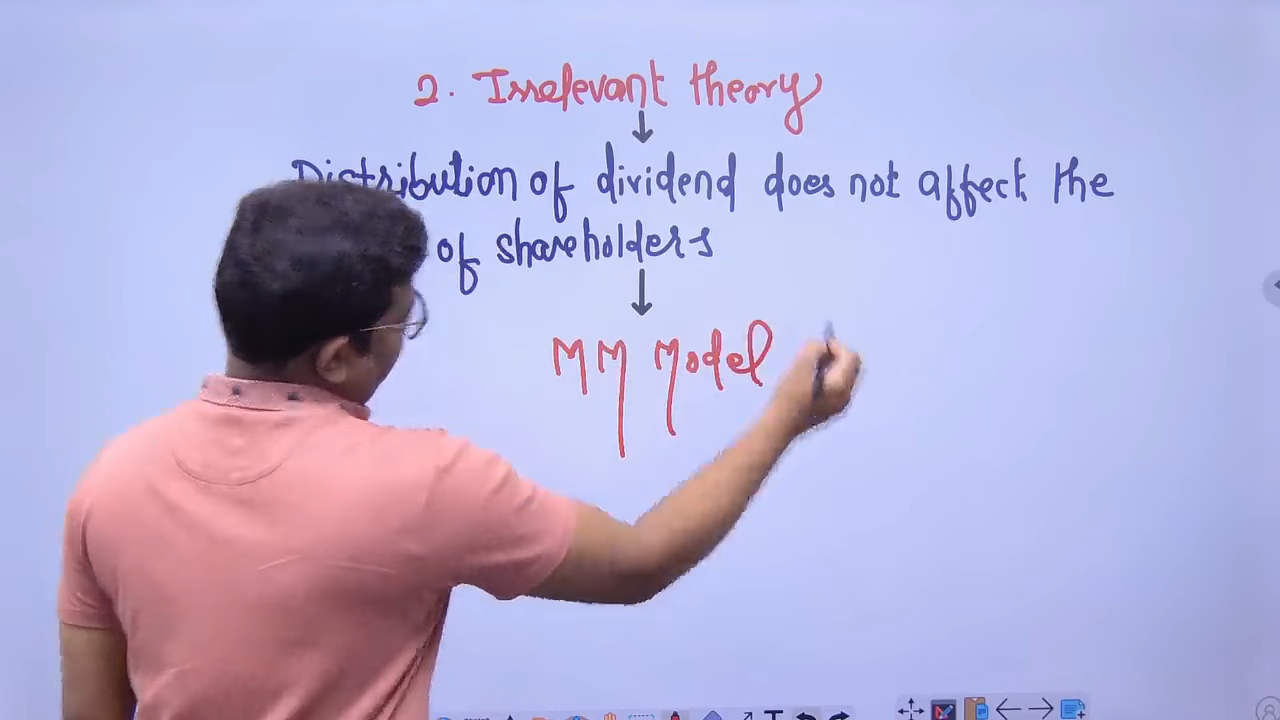 2. Irrelevant theory
Distribution of dividend does not affect the
of shareholders
MM Model